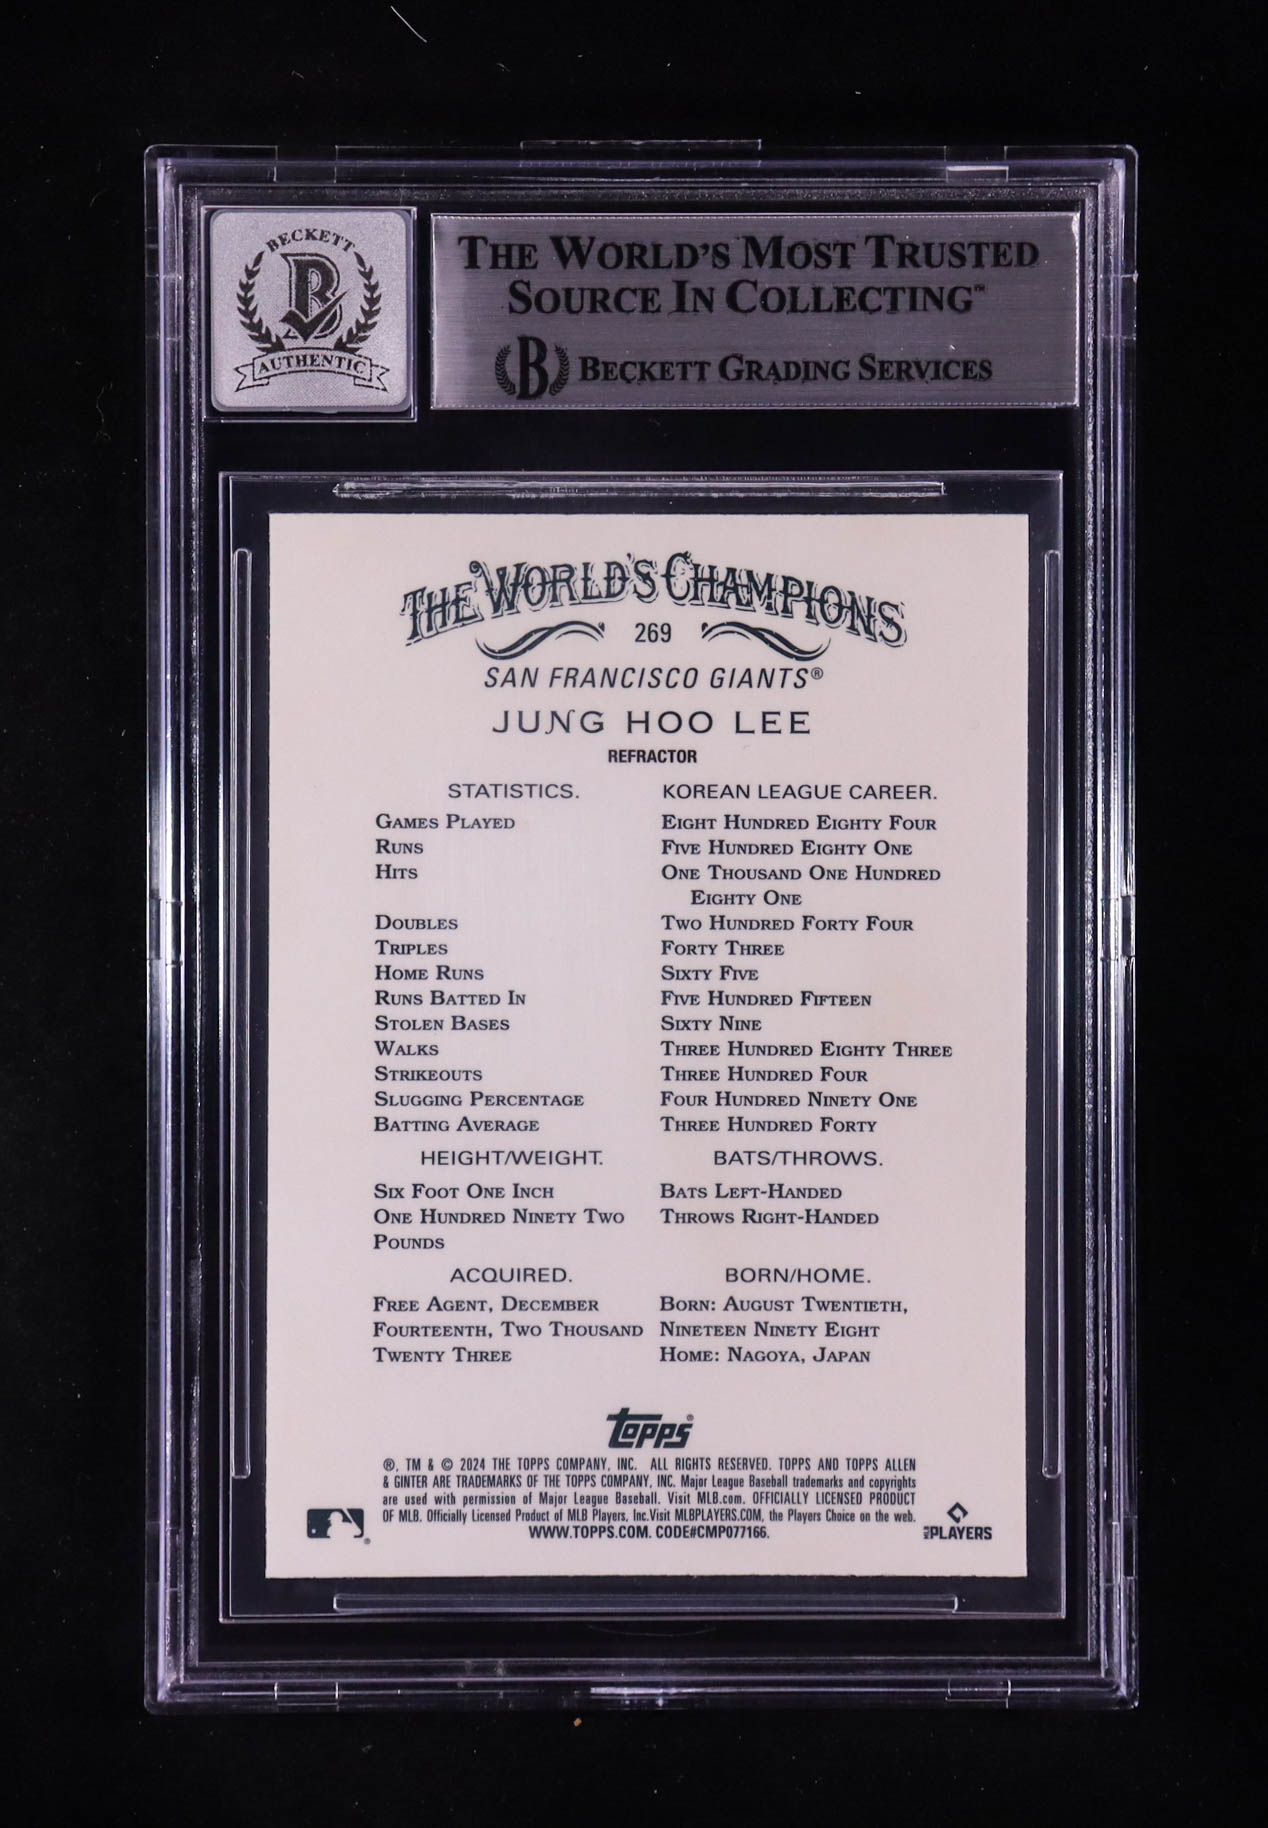 BECKETT
B
AUTHENTIC
THE WORLD'S MOST TRUSTED
SOURCE IN COLLECTING™
B BECKETT GRADING SERVICES
THE WORLD'S CHAMPIONS
269
SAN FRANCISCO GIANTS®
JUNG HOO LEE
REFRACTOR
STATISTICS. KOREAN LEAGUE CAREER.
GAMES PLAYED EIGHT HUNDRED EIGHTY FOUR
RUNS FIVE HUNDRED EIGHTY ONE
HITS ONE THOUSAND ONE HUNDRED
EIGHTY ONE
DOUBLES TWO HUNDRED FORTY FOUR
TRIPLES FORTY THREE
HOME RUNS SIXTY FIVE
RUNS BATTED IN FIVE HUNDRED FIFTEEN
STOLEN BASES SIXTY NINE
WALKS THREE HUNDRED EIGHTY THREE
STRIKEOUTS THREE HUNDRED FOUR
SLUGGING PERCENTAGE FOUR HUNDRED NINETY ONE
BATTING AVERAGE THREE HUNDRED FORTY
HEIGHT/WEIGHT. BATS/THROWS.
SIX FOOT ONE INCH BATS LEFT-HANDED
ONE HUNDRED NINETY TWO THROWS RIGHT-HANDED
POUNDS
ACQUIRED. BORN/HOME.
FREE AGENT, DECEMBER BORN: AUGUST TWENTIETH,
FOURTEENTH, TWO THOUSAND NINETEEN NINETY EIGHT
TWENTY THREE HOME: NAGOYA, JAPAN
topps®
®, TM & © 2024 THE TOPPS COMPANY, INC. ALL RIGHTS RESERVED. TOPPS AND TOPPS ALLEN
& GINTER ARE TRADEMARKS OF THE TOPPS COMPANY, INC. Major League Baseball trademarks and copyrights
are used with permission of Major League Baseball. Visit MLB.com. OFFICIALLY LICENSED PRODUCT
OF MLB. Officially Licensed Product of MLB Players, Inc.Visit MLBPLAYERS.COM, the Players Choice on the web.
WWW.TOPPS.COM. CODE#CMP077166.
MLB PLAYERS